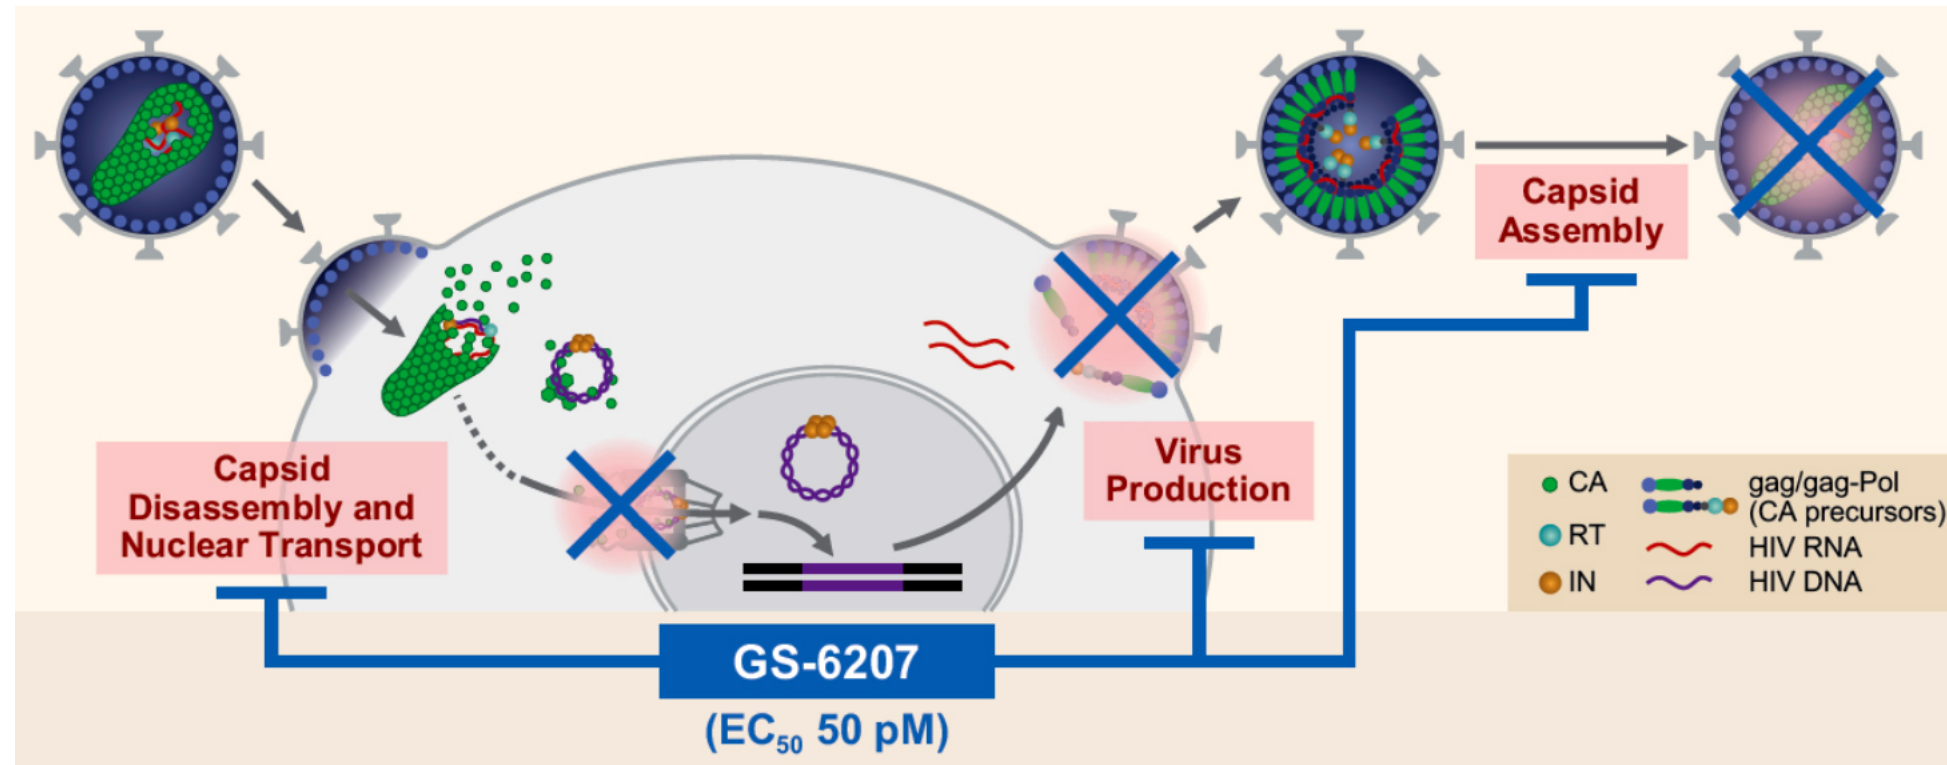 Capsid
Assembly
Capsid
Disassembly and
Nuclear Transport
Virus
Production
CA
RT
IN
gag/gag-Pol
(CA precursors)
HIV RNA
HIV DNA
GS-6207
(EC50 50 pM)